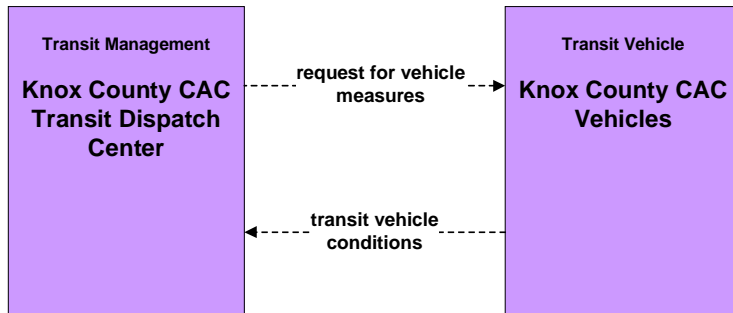 Transit Management
Knox County CAC
Transit Dispatch
Center
request for vehicle
measures
transit vehicle
conditions
Transit Vehicle
Knox County CAC
Vehicles